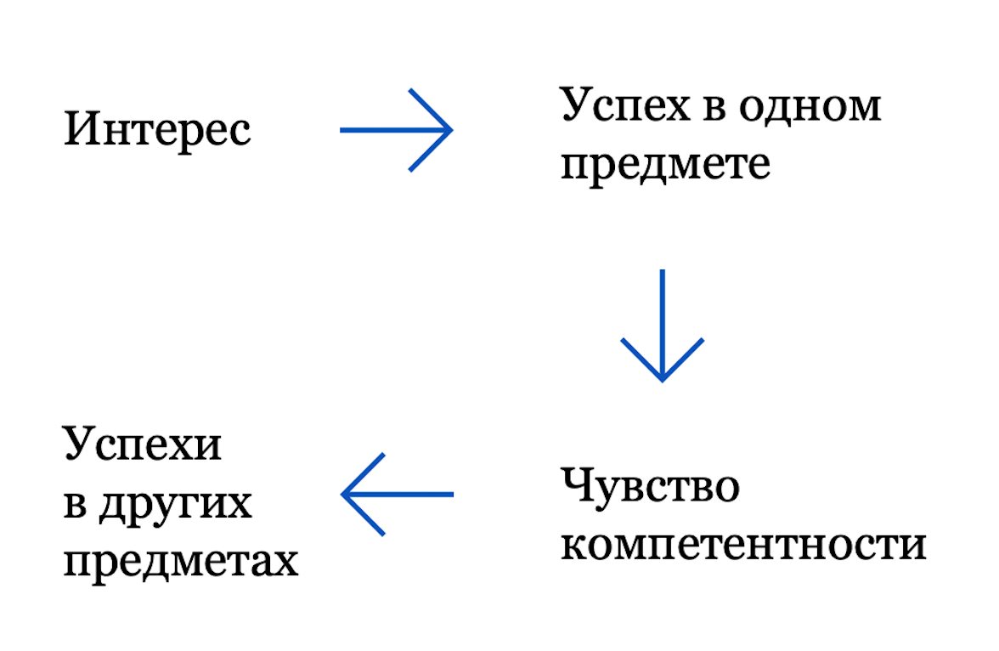 Интерес
Успех в одном
предмете
Чувство
компетентности
Успехи
в других
предметах